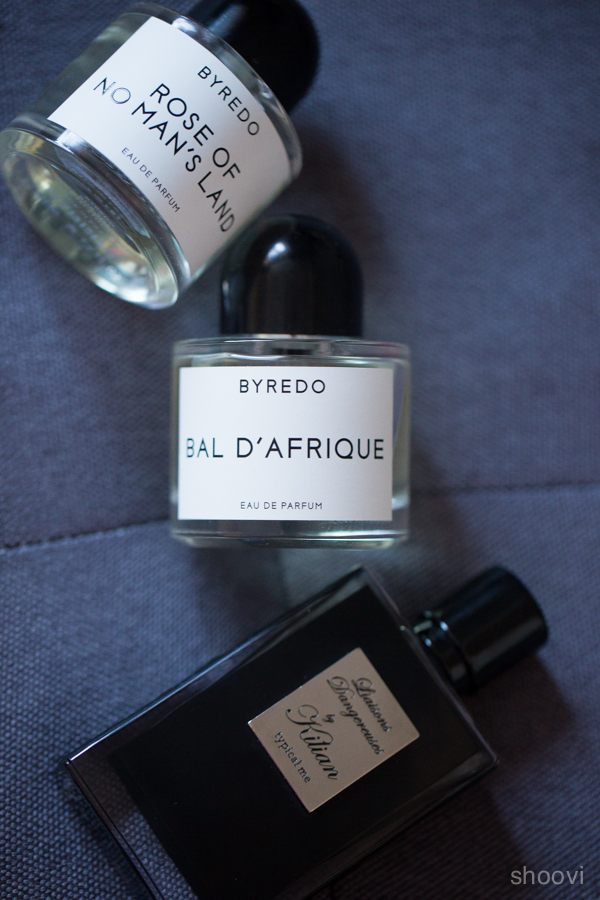 BYREDO
ROSE OF
NO MAN'S LAND
EAU DE PARFUM
BYREDO
BAL D'AFRIQUE
EAU DE PARFUM
Liaisons
Dangereuses
by
Kilian
typical me
shoovi